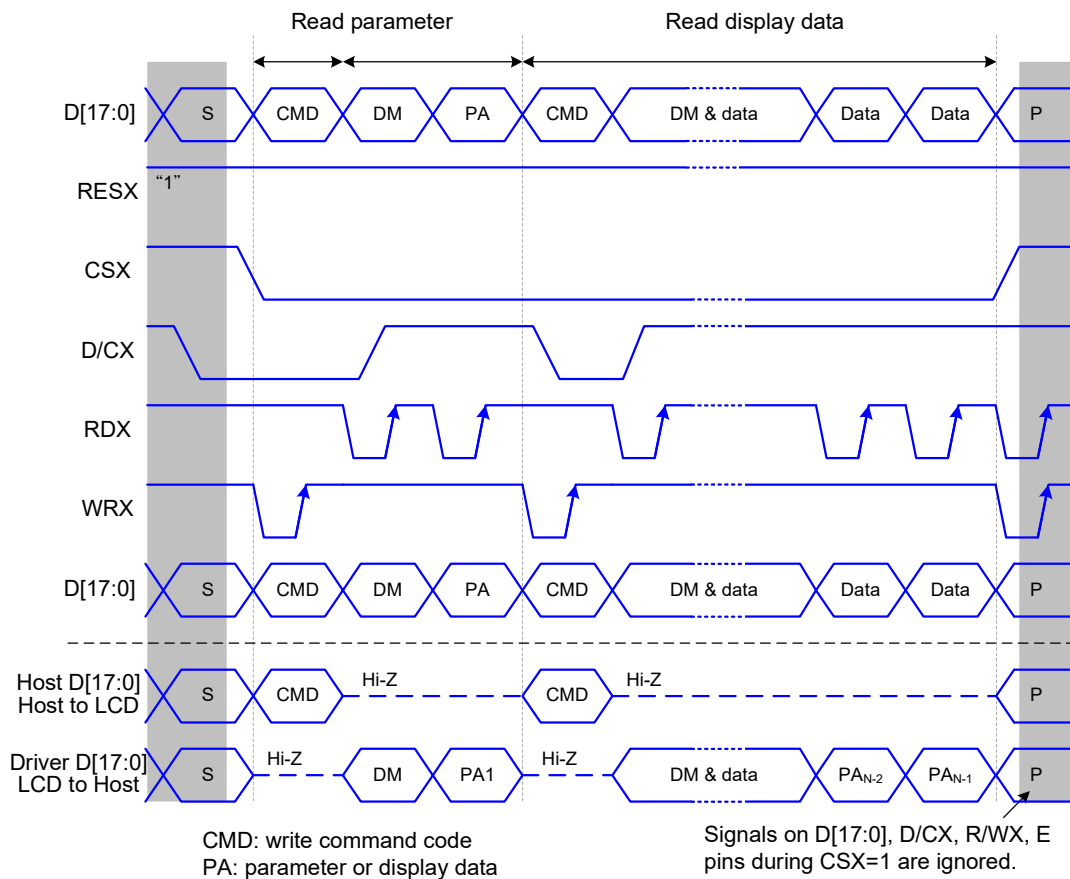 Read parameter Read display data
D[17:0] S CMD DM PA CMD DM & data Data Data P
“1”
RESX
CSX
D/CX
RDX
WRX
D[17:0] S CMD DM PA CMD DM & data Data Data P
Host D[17:0] S CMD Hi-Z CMD Hi-Z P
Host to LCD
Driver D[17:0] S Hi-Z DM PA1 Hi-Z DM & data PAN-2 PAN-1 P
LCD to Host
CMD: write command code
PA: parameter or display data
Signals on D[17:0], D/CX, R/WX, E
pins during CSX=1 are ignored.